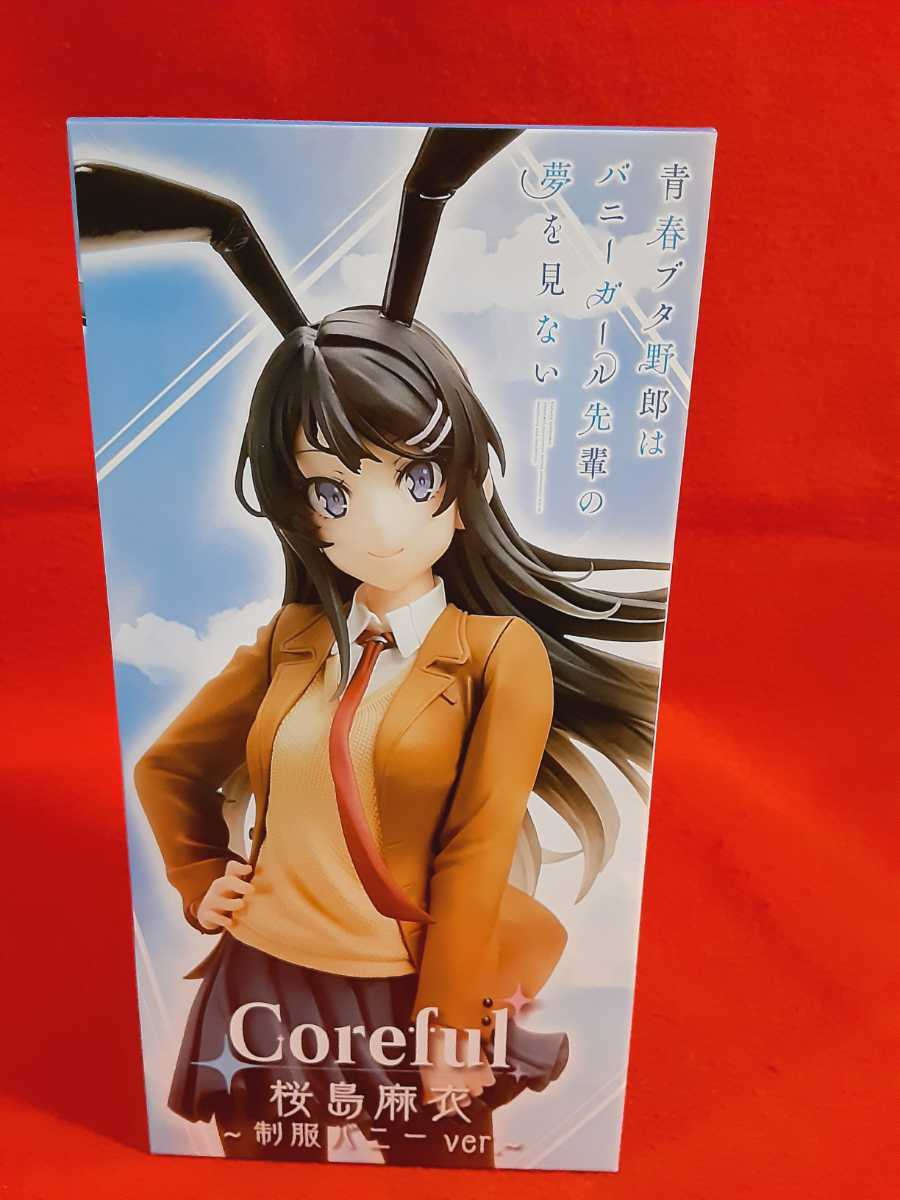 青春ブタ野郎は
バニーガール先輩の
夢を見ない
Coreful
桜島麻衣
~制服バニーver.~